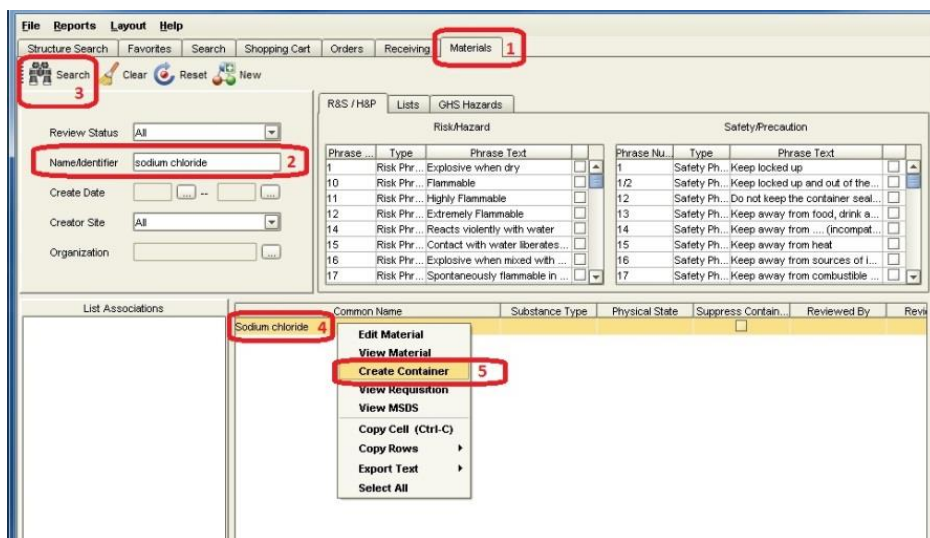 File Reports Layout Help
Structure Search Favorites Search Shopping Cart Orders Receiving Materials 1
Search Clear Reset New
3
R&S / H&P Lists GHS Hazards
Risk/Hazard Safety/Precaution
Review Status All
Name/Identifier sodium chloride 2
Create Date ... -- ...
Creator Site All
Organization ...
Phrase ... Type Phrase Text
1 Risk Phr... Explosive when dry
10 Risk Phr... Flammable
11 Risk Phr... Highly Flammable
12 Risk Phr... Extremely Flammable
14 Risk Phr... Reacts violently with water
15 Risk Phr... Contact with water liberates...
16 Risk Phr... Explosive when mixed with ...
17 Risk Phr... Spontaneously flammable in ...
Phrase Nu... Type Phrase Text
1 Safety Ph... Keep locked up
1/2 Safety Ph... Keep locked up and out of the...
12 Safety Ph... Do not keep the container seal...
13 Safety Ph... Keep away from food, drink a...
14 Safety Ph... Keep away from .... (incompat...
15 Safety Ph... Keep away from heat
16 Safety Ph... Keep away from sources of i...
17 Safety Ph... Keep away from combustible ...
List Associations
Common Name Substance Type Physical State Suppress Contain... Reviewed By Revi
Sodium chloride 4
Edit Material
View Material
Create Container 5
View Requisition
View MSDS
Copy Cell (Ctrl-C)
Copy Rows
Export Text
Select All